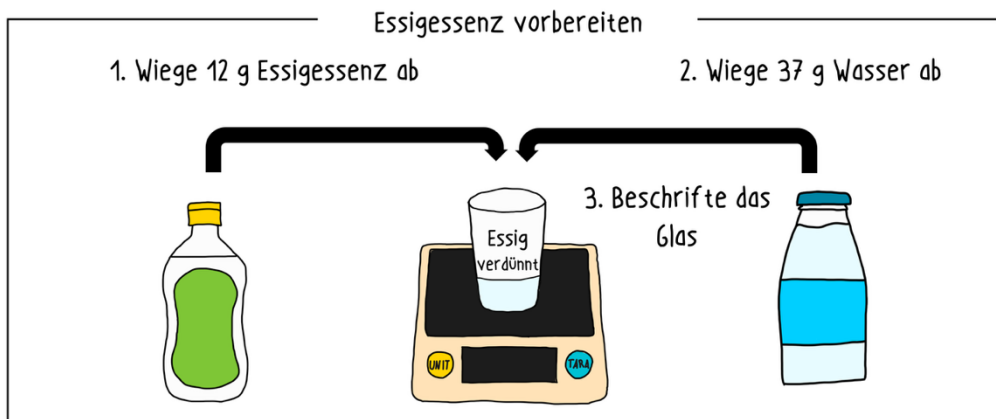 Essigessenz vorbereiten
1. Wiege 12 g Essigessenz ab
2. Wiege 37 g Wasser ab
3. Beschrifte das
Glas
Essig
verdünnt
UNIT
TARA